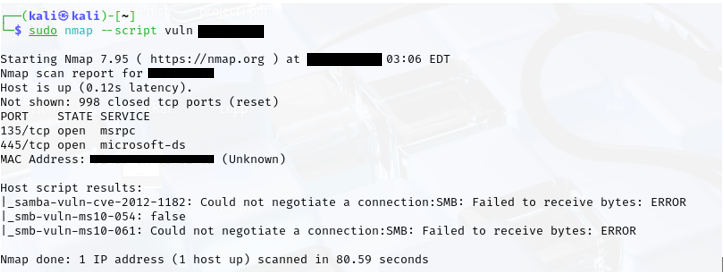 ┌──(kali㉿kali)-[~]
└─$ sudo nmap --script vuln
Starting Nmap 7.95 ( https://nmap.org ) at 03:06 EDT
Nmap scan report for
Host is up (0.12s latency).
Not shown: 998 closed tcp ports (reset)
PORT    STATE SERVICE
135/tcp open  msrpc
445/tcp open  microsoft-ds
MAC Address: (Unknown)
Host script results:
|_samba-vuln-cve-2012-1182: Could not negotiate a connection:SMB: Failed to receive bytes: ERROR
|_smb-vuln-ms10-054: false
|_smb-vuln-ms10-061: Could not negotiate a connection:SMB: Failed to receive bytes: ERROR
Nmap done: 1 IP address (1 host up) scanned in 80.59 seconds